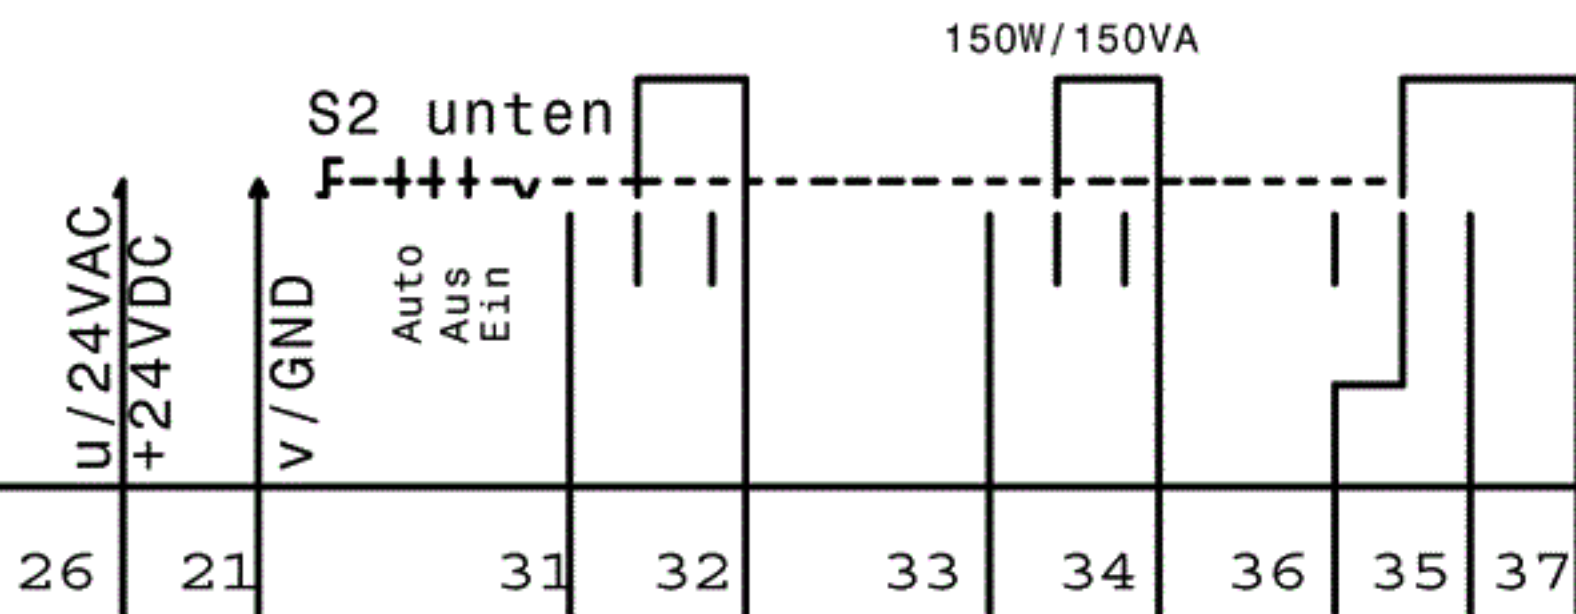 150W/150VA
S2 unten
u/24VAC
+24VDC
v/GND
Auto
Aus
Ein
26 21 31 32 33 34 36 35 37